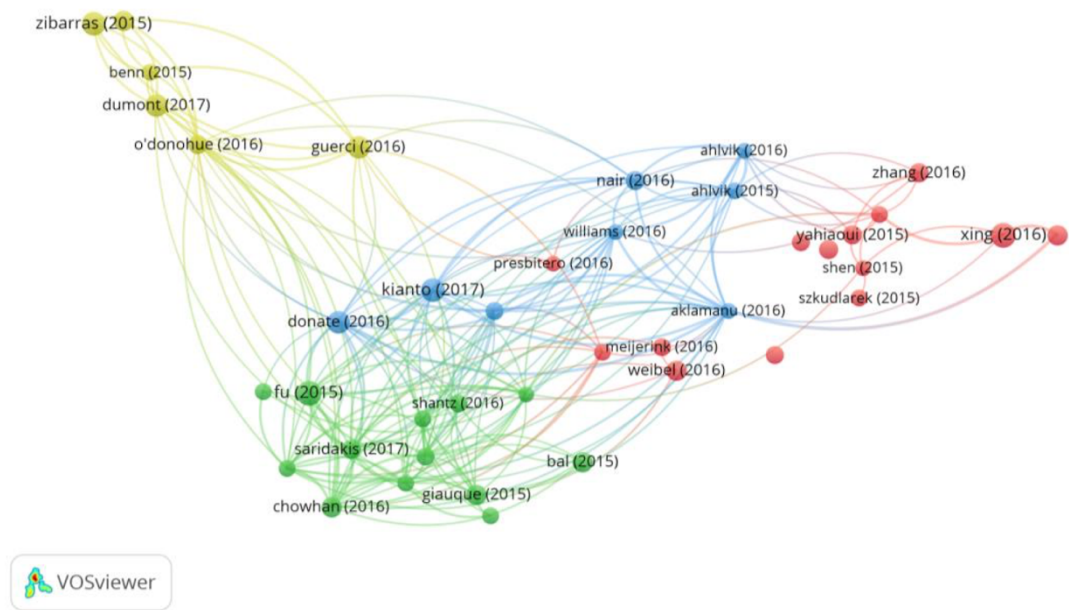 zibarras (2015)
benn (2015)
dumont (2017)
o'donohue (2016)
guerci (2016)
ahlvik (2016)
zhang (2016)
nair (2016)
ahlvik (2015)
williams (2016)
yahiaoui (2015)
xing (2016)
presbitero (2016)
shen (2015)
kianto (2017)
szkudlarek (2015)
donate (2016)
aklamanu (2016)
meijerink (2016)
weibel (2016)
fu (2015)
shantz (2016)
saridakis (2017)
bal (2015)
giauque (2015)
chowhan (2016)
VOSviewer